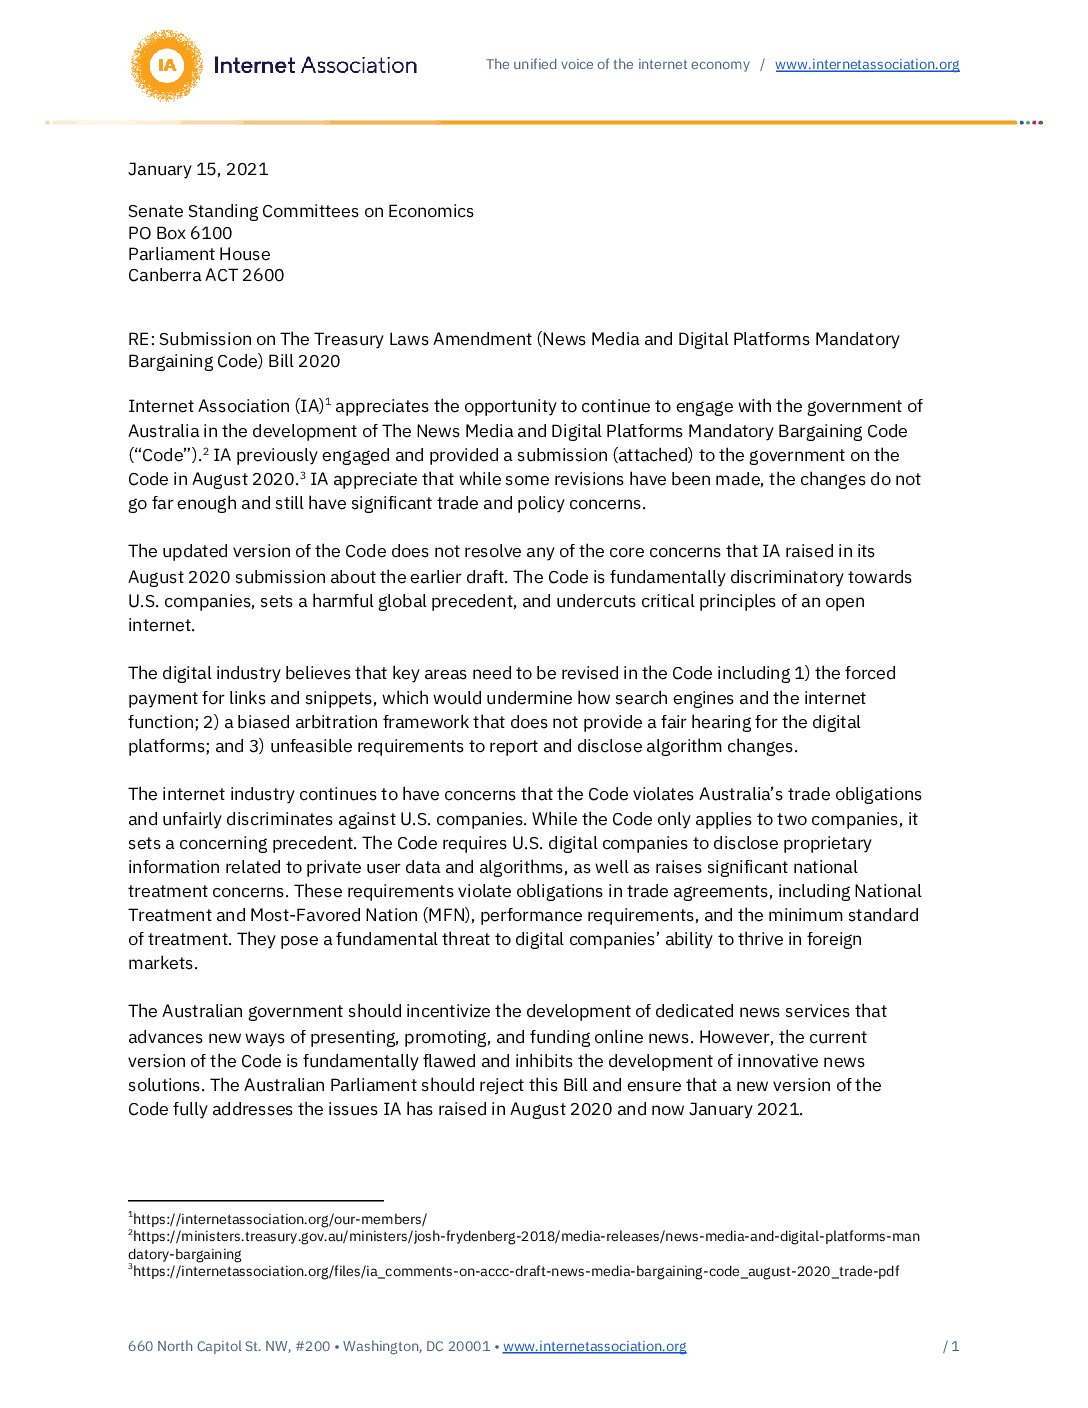 IA Internet Association
The unified voice of the internet economy / www.internetassociation.org
January 15, 2021
Senate Standing Committees on Economics
PO Box 6100
Parliament House
Canberra ACT 2600
RE: Submission on The Treasury Laws Amendment (News Media and Digital Platforms Mandatory
Bargaining Code) Bill 2020
Internet Association (IA)¹ appreciates the opportunity to continue to engage with the government of
Australia in the development of The News Media and Digital Platforms Mandatory Bargaining Code
(“Code”).² IA previously engaged and provided a submission (attached) to the government on the
Code in August 2020.³ IA appreciate that while some revisions have been made, the changes do not
go far enough and still have significant trade and policy concerns.
The updated version of the Code does not resolve any of the core concerns that IA raised in its
August 2020 submission about the earlier draft. The Code is fundamentally discriminatory towards
U.S. companies, sets a harmful global precedent, and undercuts critical principles of an open
internet.
The digital industry believes that key areas need to be revised in the Code including 1) the forced
payment for links and snippets, which would undermine how search engines and the internet
function; 2) a biased arbitration framework that does not provide a fair hearing for the digital
platforms; and 3) unfeasible requirements to report and disclose algorithm changes.
The internet industry continues to have concerns that the Code violates Australia’s trade obligations
and unfairly discriminates against U.S. companies. While the Code only applies to two companies, it
sets a concerning precedent. The Code requires U.S. digital companies to disclose proprietary
information related to private user data and algorithms, as well as raises significant national
treatment concerns. These requirements violate obligations in trade agreements, including National
Treatment and Most-Favored Nation (MFN), performance requirements, and the minimum standard
of treatment. They pose a fundamental threat to digital companies’ ability to thrive in foreign
markets.
The Australian government should incentivize the development of dedicated news services that
advances new ways of presenting, promoting, and funding online news. However, the current
version of the Code is fundamentally flawed and inhibits the development of innovative news
solutions. The Australian Parliament should reject this Bill and ensure that a new version of the
Code fully addresses the issues IA has raised in August 2020 and now January 2021.
¹https://internetassociation.org/our-members/
²https://ministers.treasury.gov.au/ministers/josh-frydenberg-2018/media-releases/news-media-and-digital-platforms-man
datory-bargaining
³https://internetassociation.org/files/ia_comments-on-accc-draft-news-media-bargaining-code_august-2020_trade-pdf
660 North Capitol St. NW, #200 • Washington, DC 20001 • www.internetassociation.org / 1